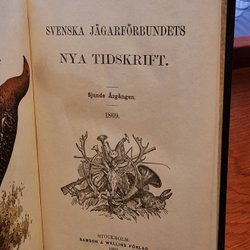 SVENSKA JÄGARFÖRBUNDETS
NYA TIDSKRIFT.
Sjunde Årgången.
1869.
STOCKHOLM,
SAMSON & WALLINS FÖRLAG